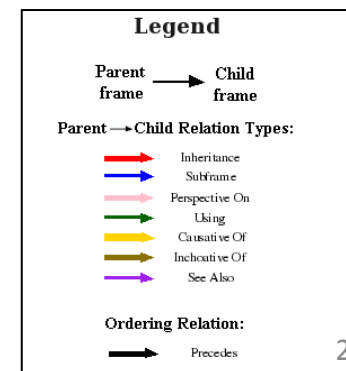 Legend
Parent Child
frame frame
Parent → Child Relation Types:
Inheritance
Subframe
Perspective On
Using
Causative Of
Inchoative Of
See Also
Ordering Relation:
Precedes
2